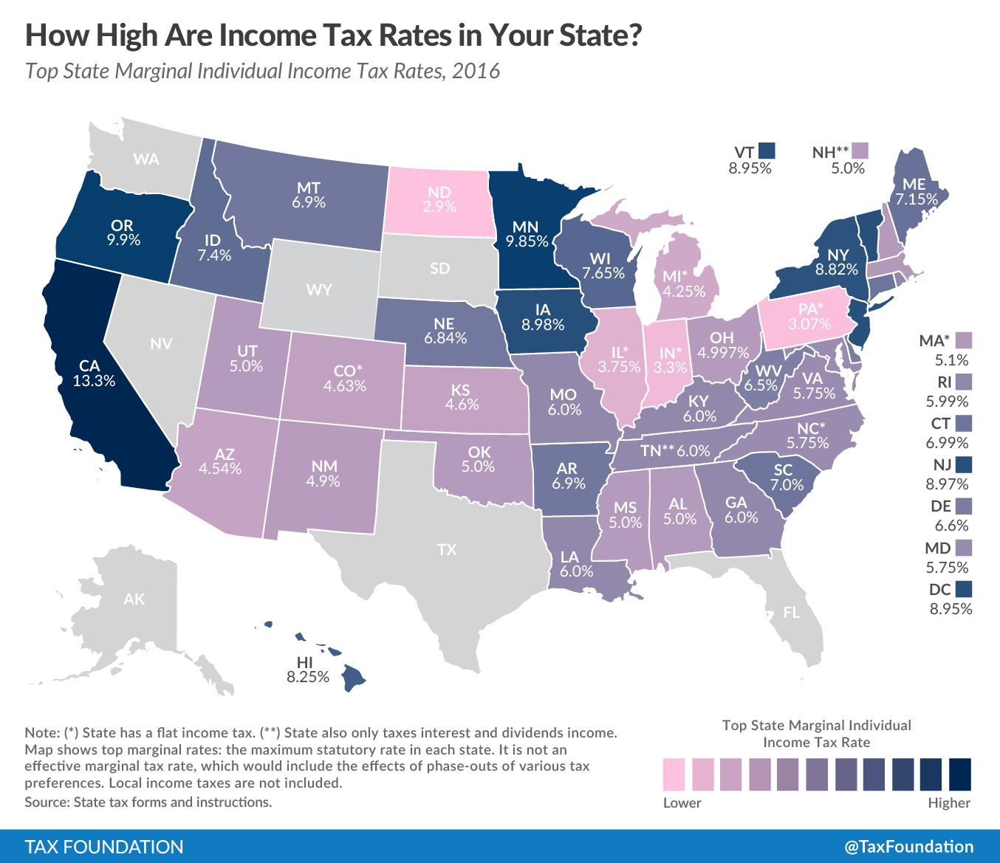 How High Are Income Tax Rates in Your State?
Top State Marginal Individual Income Tax Rates, 2016
VT
8.95%
NH**
5.0%
WA
ME
7.15%
MT
6.9%
ND
2.9%
OR
9.9%
MN
9.85%
ID
7.4%
WI
7.65%
NY
8.82%
SD
MI*
4.25%
WY
IA
8.98%
PA*
3.07%
NE
6.84%
NV
UT
5.0%
CO*
4.63%
IL*
3.75%
IN*
3.3%
OH
4.997%
MA*
5.1%
CA
13.3%
WV
6.5%
VA
5.75%
RI
5.99%
KS
4.6%
MO
6.0%
KY
6.0%
CT
6.99%
NC*
5.75%
AZ
4.54%
NM
4.9%
OK
5.0%
TN** 6.0%
AR
6.9%
SC
7.0%
NJ
8.97%
MS
5.0%
AL
5.0%
GA
6.0%
DE
6.6%
TX
LA
6.0%
MD
5.75%
AK
FL
DC
8.95%
HI
8.25%
Note: (*) State has a flat income tax. (**) State also only taxes interest and dividends income.
Map shows top marginal rates: the maximum statutory rate in each state. It is not an
effective marginal tax rate, which would include the effects of phase-outs of various tax
preferences. Local income taxes are not included.
Source: State tax forms and instructions.
Top State Marginal Individual
Income Tax Rate
Lower
Higher
TAX FOUNDATION
@TaxFoundation